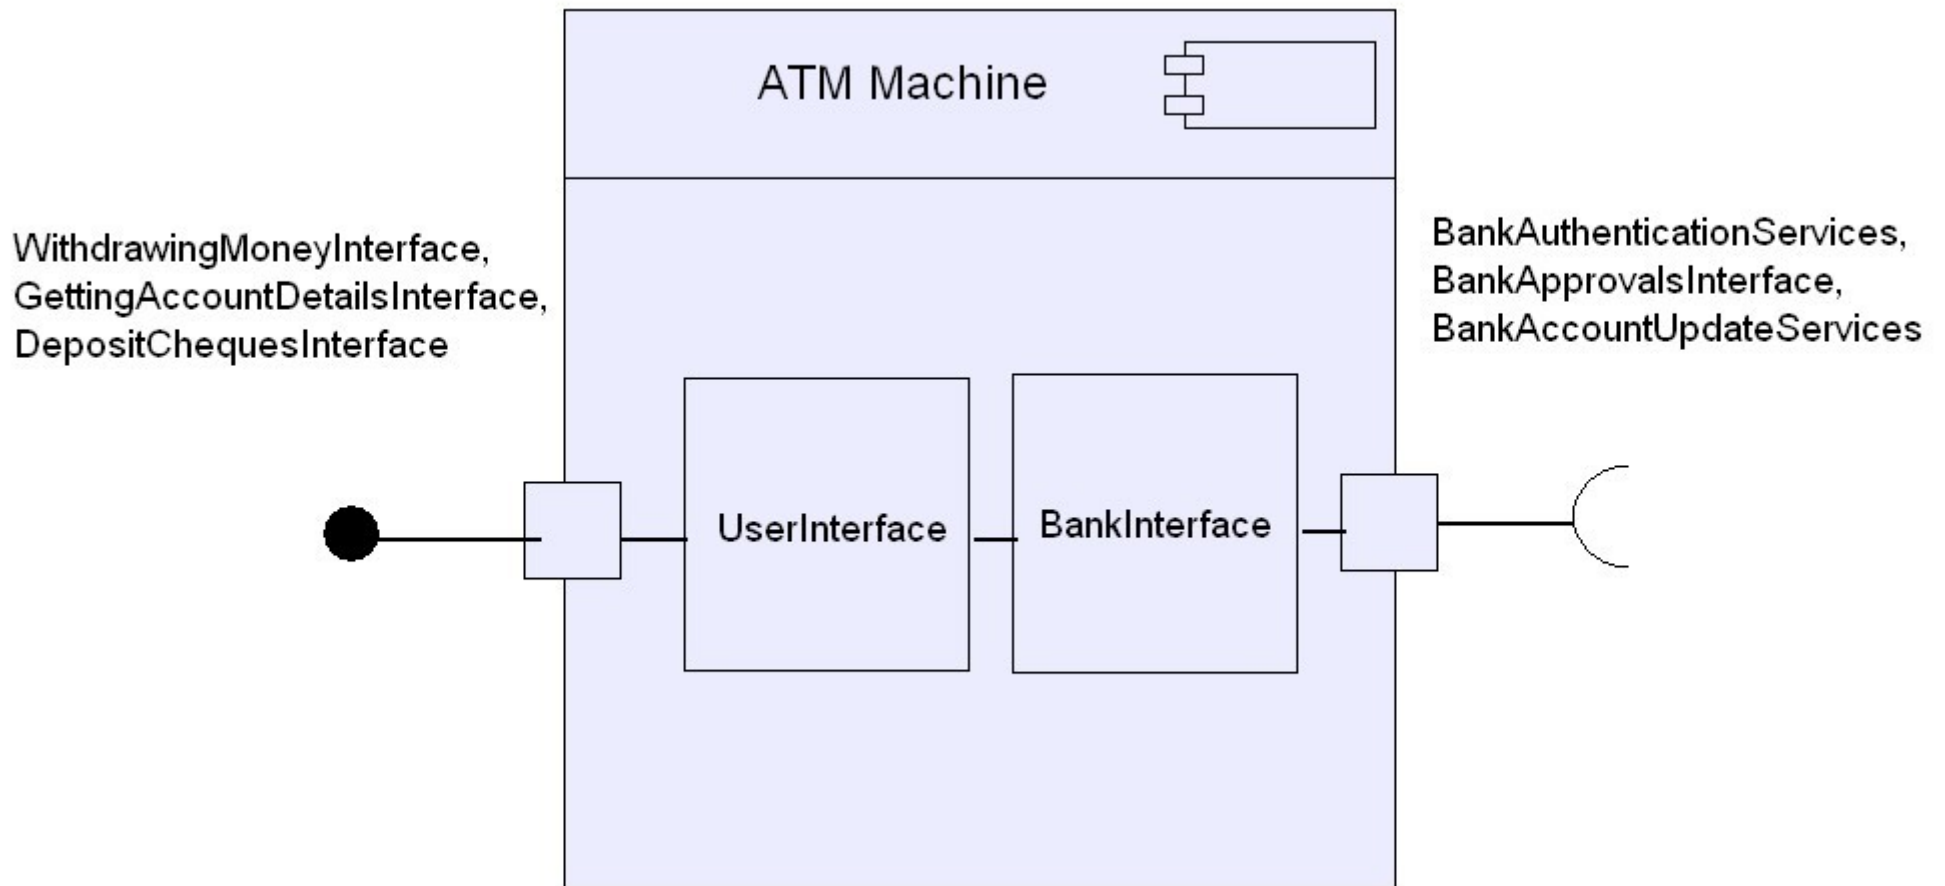 ATM Machine
WithdrawingMoneyInterface,
GettingAccountDetailsInterface,
DepositChequesInterface
BankAuthenticationServices,
BankApprovalsInterface,
BankAccountUpdateServices
UserInterface
BankInterface